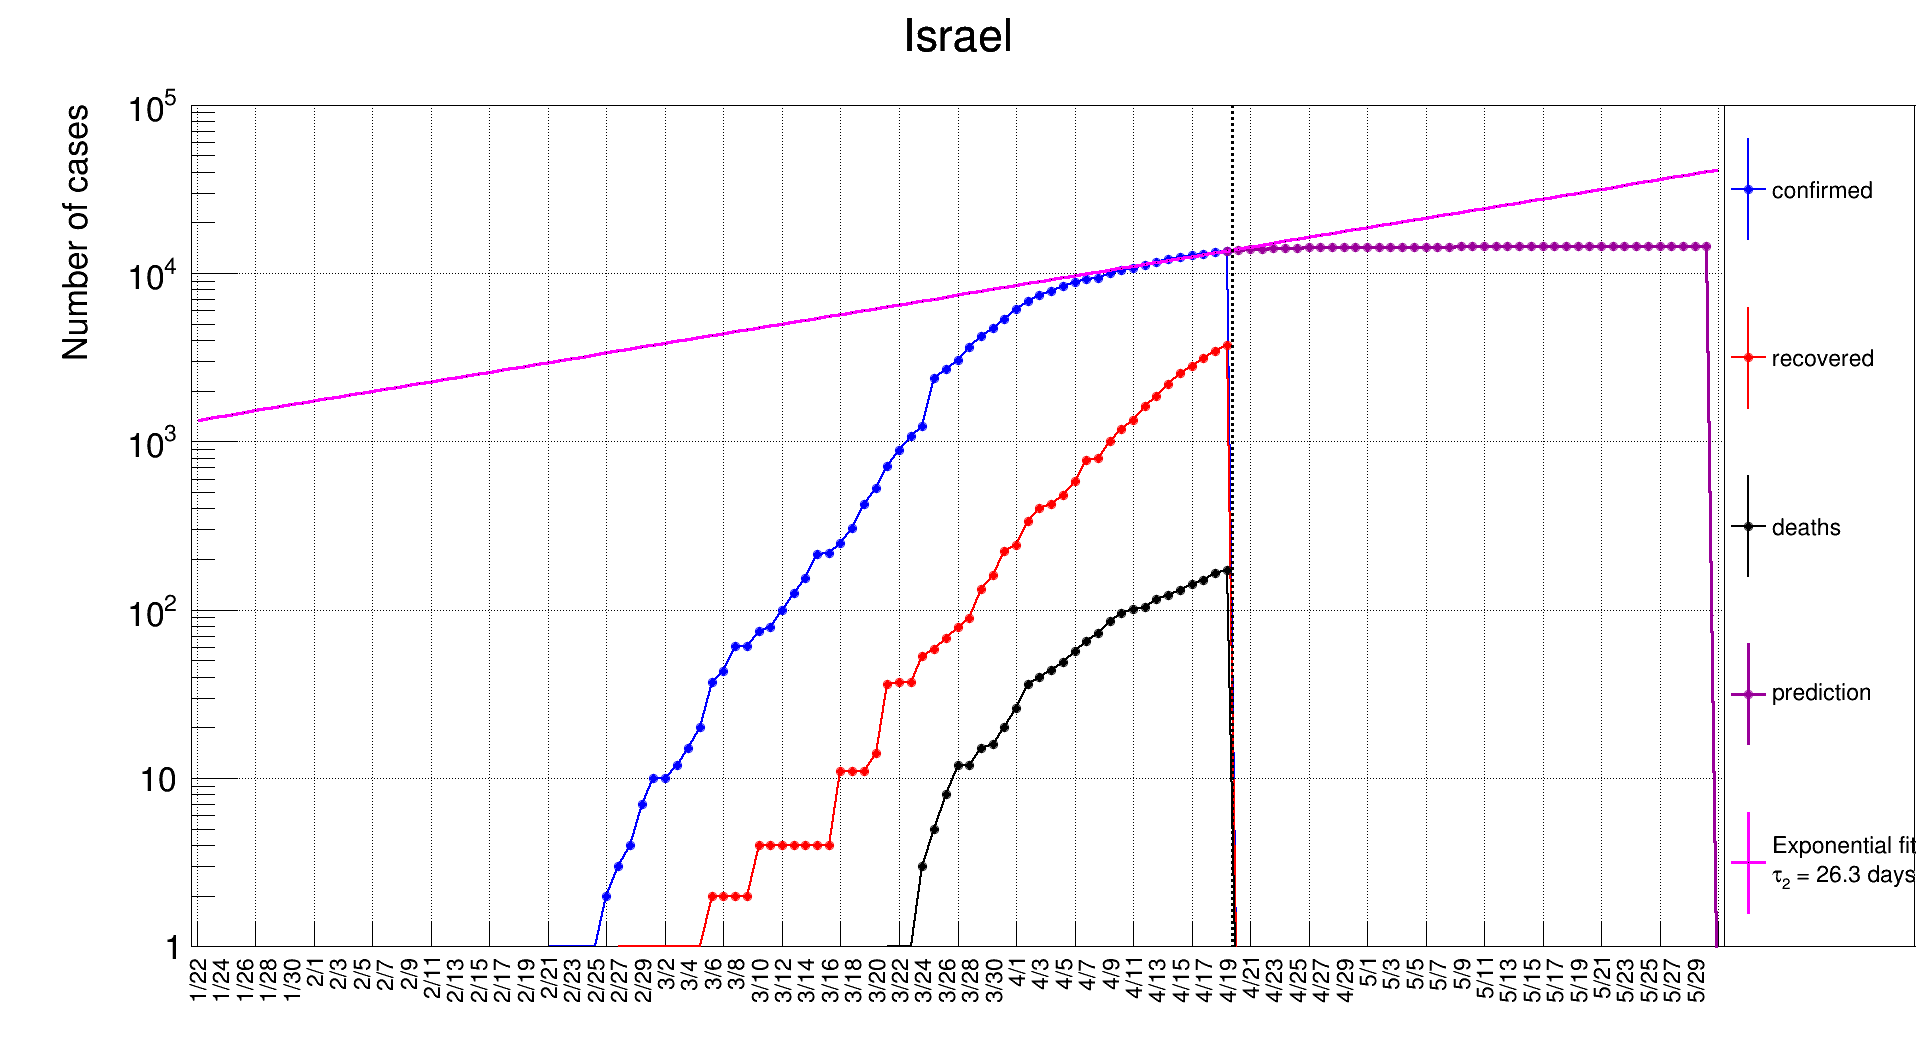 Israel
Number of cases
10^5
10^4
10^3
10^2
10
1
1/22 1/24 1/26 1/28 1/30 2/1 2/3 2/5 2/7 2/9 2/11 2/13 2/15 2/17 2/19 2/21 2/23 2/25 2/27 2/29 3/2 3/4 3/6 3/8 3/10 3/12 3/14 3/16 3/18 3/20 3/22 3/24 3/26 3/28 3/30 4/1 4/3 4/5 4/7 4/9 4/11 4/13 4/15 4/17 4/19 4/21 4/23 4/25 4/27 4/29 5/1 5/3 5/5 5/7 5/9 5/11 5/13 5/15 5/17 5/19 5/21 5/23 5/25 5/27 5/29
confirmed
recovered
deaths
prediction
Exponential fit
τ₂ = 26.3 days